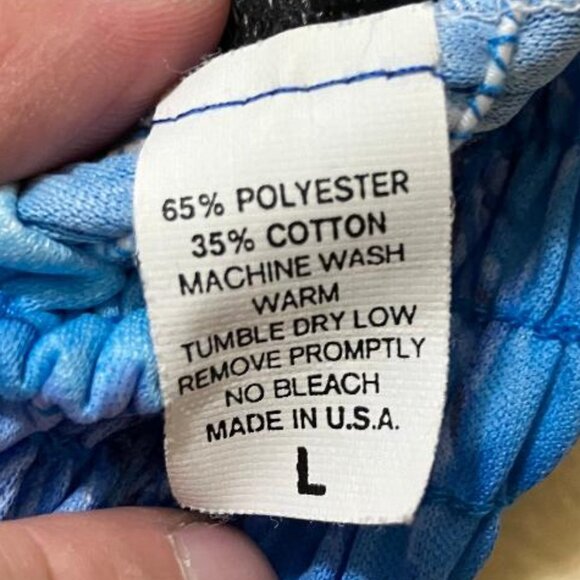 65% POLYESTER
35% COTTON
MACHINE WASH
WARM
TUMBLE DRY LOW
REMOVE PROMPTLY
NO BLEACH
MADE IN U.S.A.
L